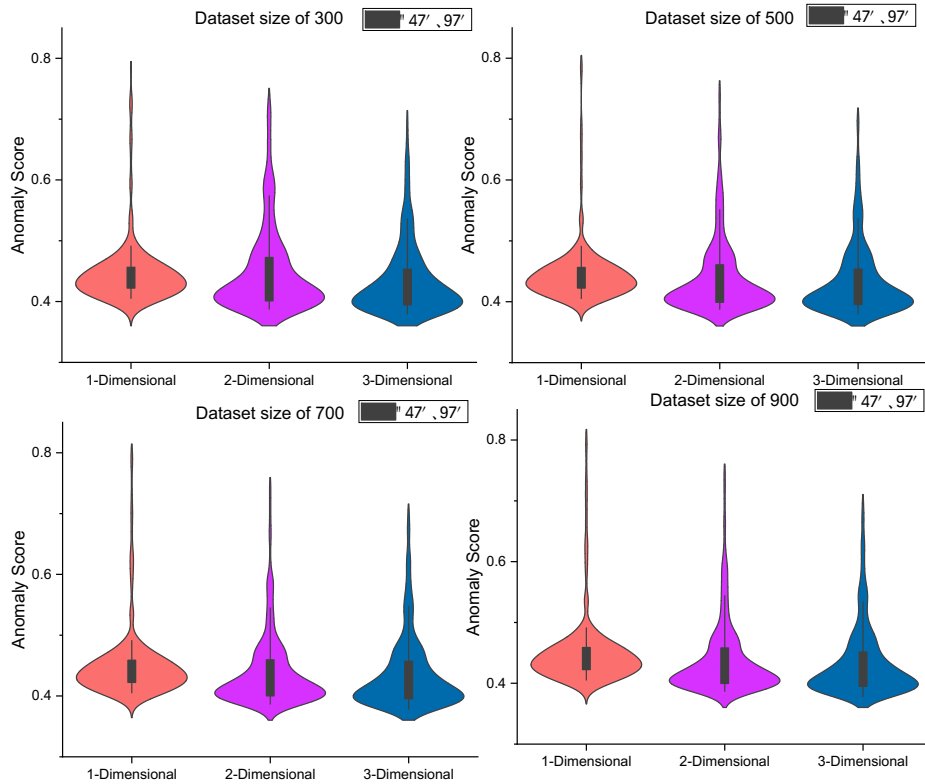 Dataset size of 300
" 47′ 、97′
0.8
0.6
0.4
Anomaly Score
1-Dimensional 2-Dimensional 3-Dimensional
Dataset size of 500
" 47′ 、97′
0.8
0.6
0.4
Anomaly Score
1-Dimensional 2-Dimensional 3-Dimensional
Dataset size of 700
" 47′ 、97′
0.8
0.6
0.4
Anomaly Score
1-Dimensional 2-Dimensional 3-Dimensional
Dataset size of 900
" 47′ 、97′
0.8
0.6
0.4
Anomaly Score
1-Dimensional 2-Dimensional 3-Dimensional